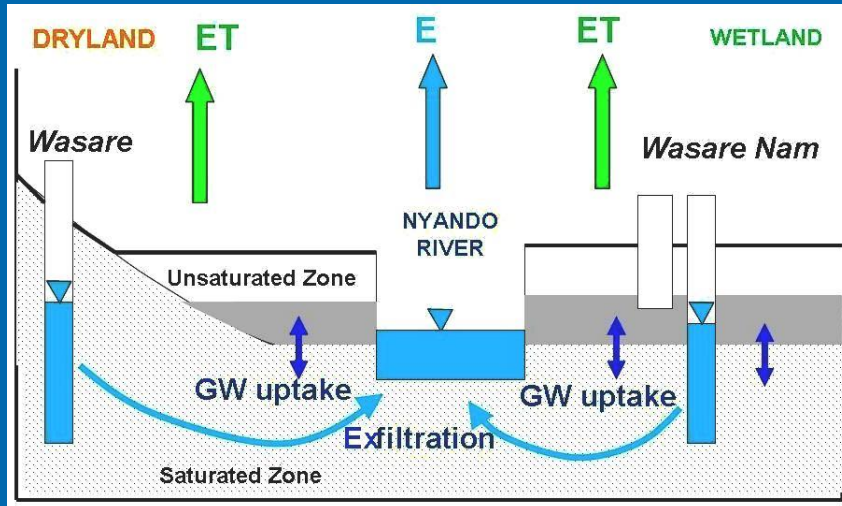 DRYLAND
ET
E
ET
WETLAND
Wasare
Wasare Nam
NYANDO
RIVER
Unsaturated Zone
GW uptake
GW uptake
Exfiltration
Saturated Zone